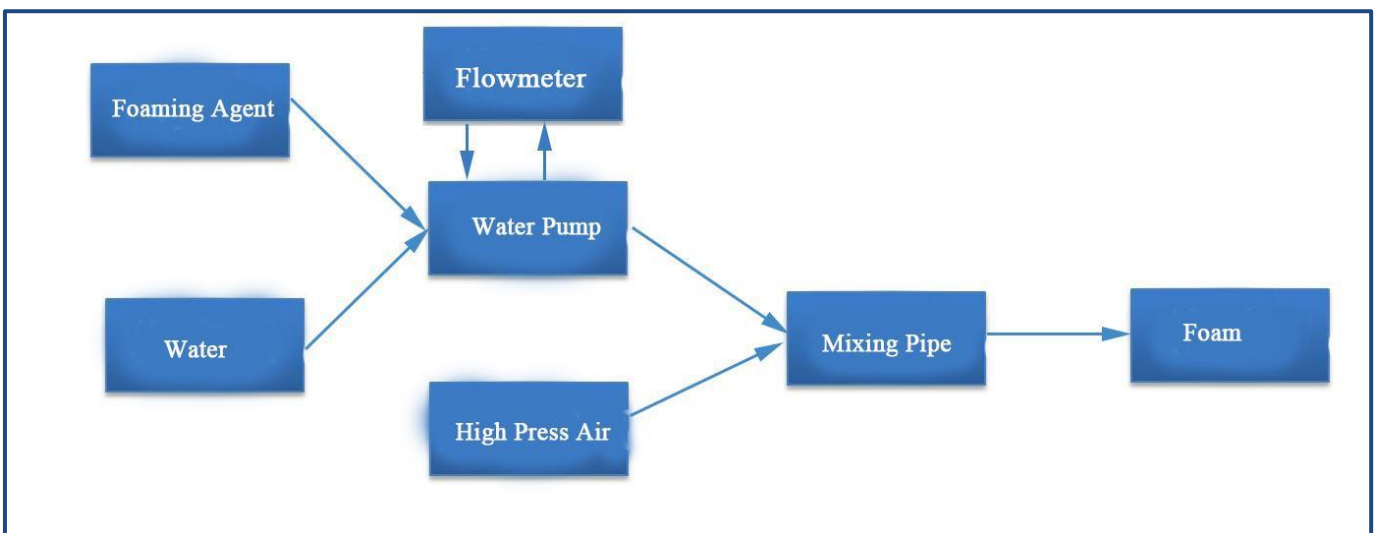 Flowmeter
Foaming Agent
Water Pump
Water
Mixing Pipe
Foam
High Press Air